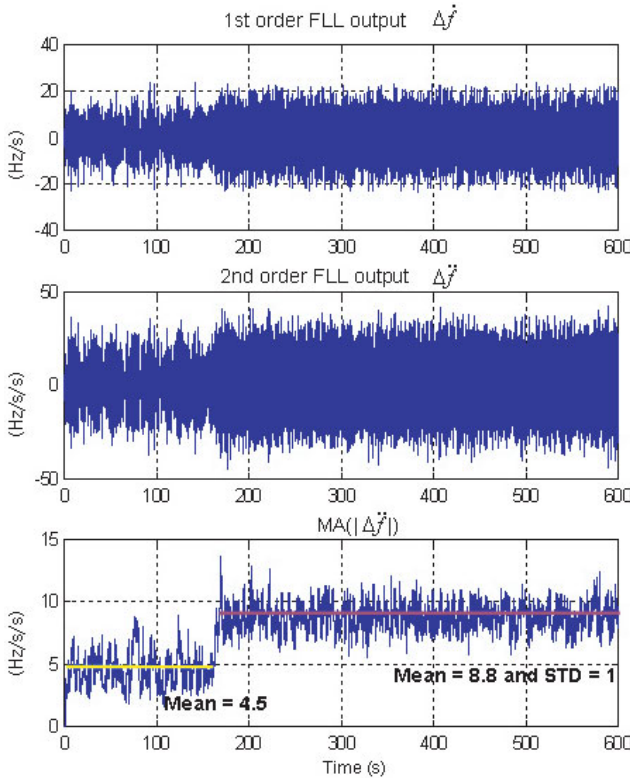 1st order FLL output Δḟ
40
20
0
-20
-40
(Hz/s)
0 100 200 300 400 500 600
2nd order FLL output Δf̈
50
0
-50
(Hz/s/s)
0 100 200 300 400 500 600
MA(|Δf̈|)
15
10
5
0
(Hz/s/s)
Mean = 4.5
Mean = 8.8 and STD = 1
0 100 200 300 400 500 600
Time (s)